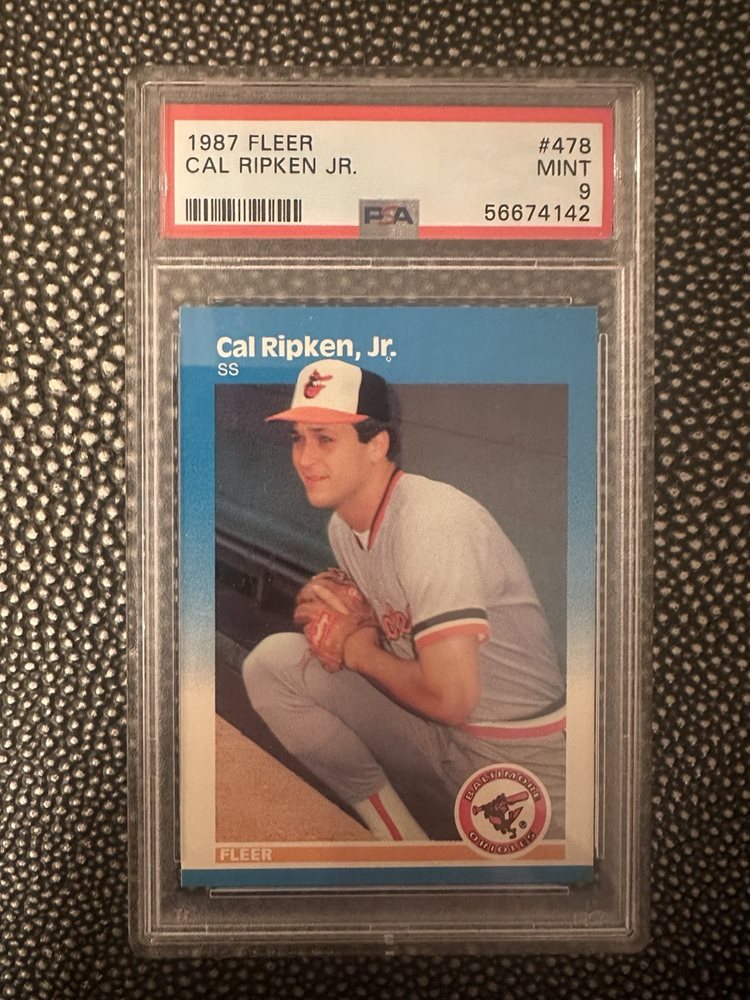 1987 FLEER #478
CAL RIPKEN JR. MINT
9
PSA 56674142
Cal Ripken, Jr.
SS
BALTIMORE
ORIOLES
®
FLEER